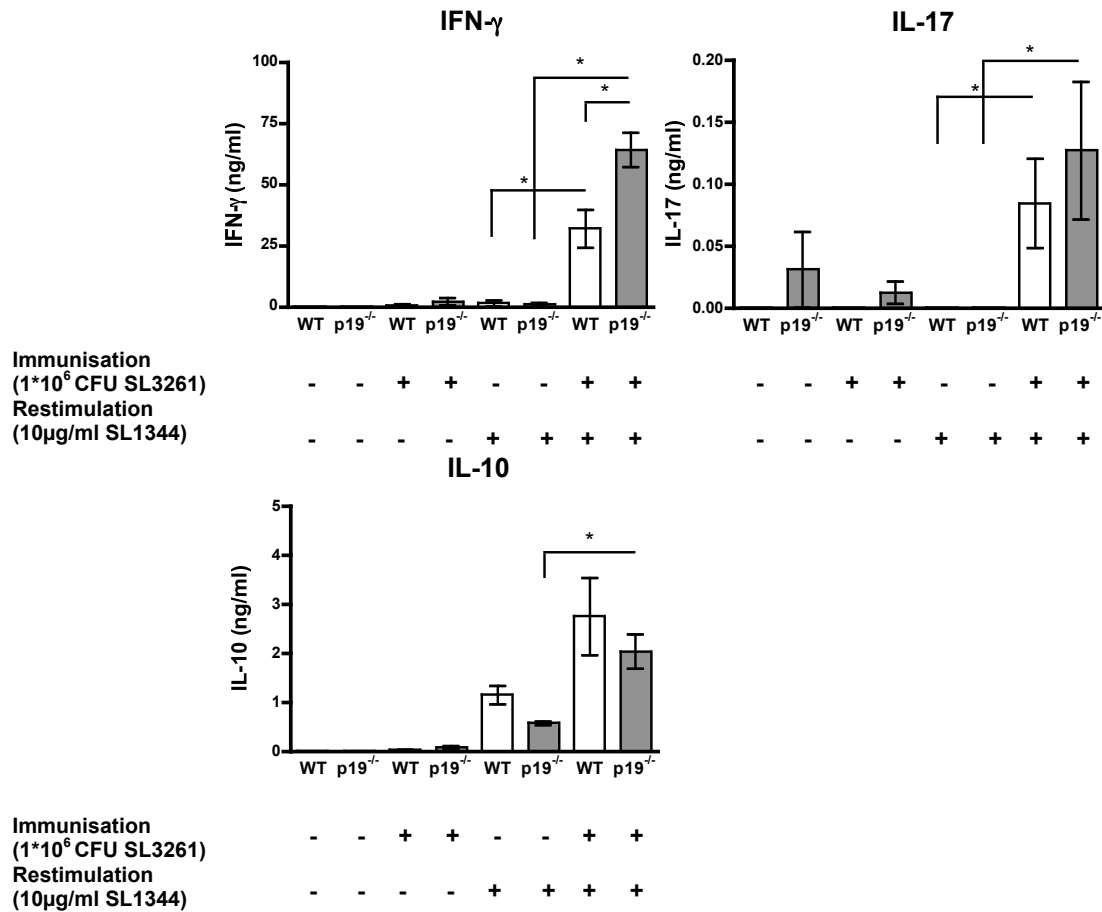 IFN-γ
IL-17
100
75
50
25
0
IFN-γ (ng/ml)
*
*
*
WT p19-/- WT p19-/- WT p19-/- WT p19-/-
0.20
0.15
0.10
0.05
0.00
IL-17 (ng/ml)
*
*
WT p19-/- WT p19-/- WT p19-/- WT p19-/-
Immunisation
(1*10⁶ CFU SL3261) - - + + - - + + - - + + - - + +
Restimulation
(10µg/ml SL1344) - - - - + + + + - - - - + + + +
IL-10
5
4
3
2
1
0
IL-10 (ng/ml)
*
WT p19-/- WT p19-/- WT p19-/- WT p19-/-
Immunisation
(1*10⁶ CFU SL3261) - - + + - - + +
Restimulation
(10µg/ml SL1344) - - - - + + + +